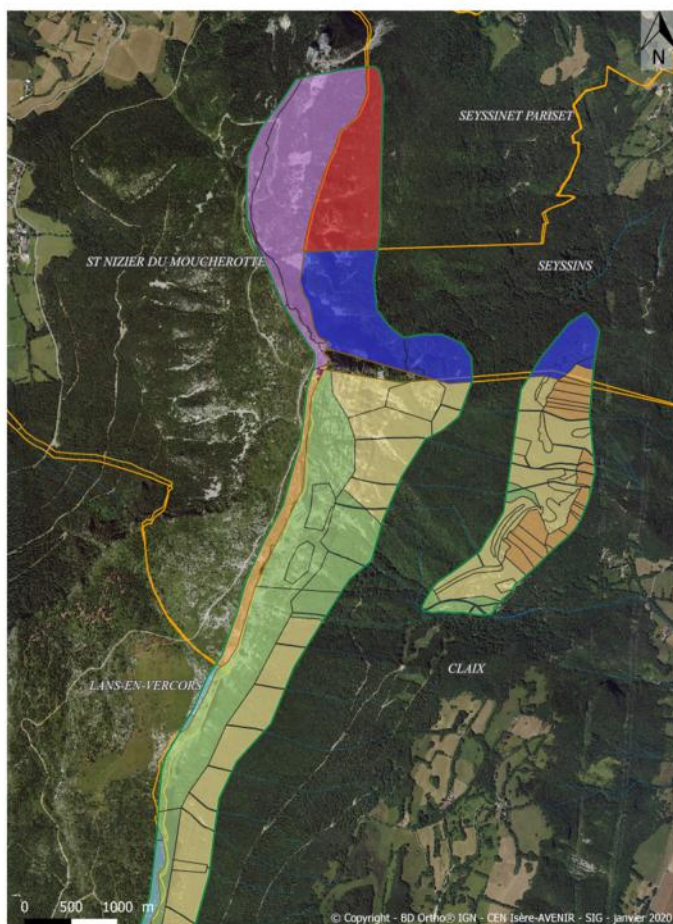 N
SEYSSINET PARISET
ST NIZIER DU MOUCHEROTTE
SEYSSINS
LANS-EN-VERCORS
CLAIX
0 500 1000 m
© Copyright - BD Ortho® IGN - CEN Isère-AVENIR - SIG - janvier 2020